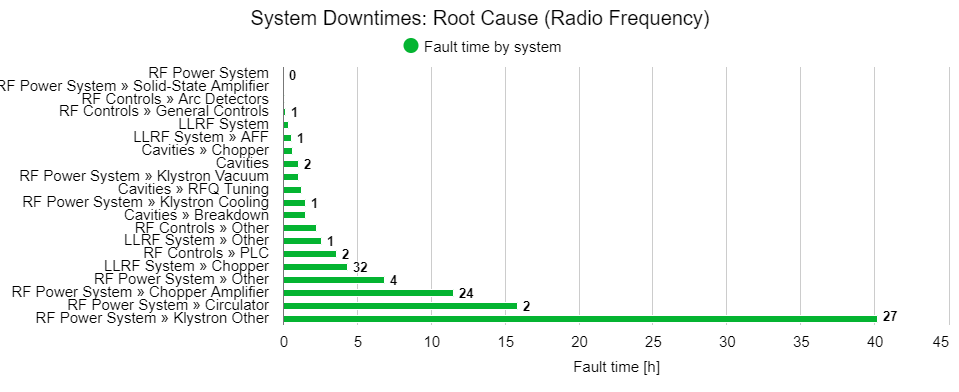 System Downtimes: Root Cause (Radio Frequency)
Fault time by system
RF Power System 0
RF Power System » Solid-State Amplifier
RF Controls » Arc Detectors
RF Controls » General Controls 1
LLRF System
LLRF System » AFF 1
Cavities » Chopper
Cavities 2
RF Power System » Klystron Vacuum
Cavities » RFQ Tuning
RF Power System » Klystron Cooling 1
Cavities » Breakdown
RF Controls » Other
LLRF System » Other 1
RF Controls » PLC 2
LLRF System » Chopper 32
RF Power System » Other 4
RF Power System » Chopper Amplifier 24
RF Power System » Circulator 2
RF Power System » Klystron Other 27
0 5 10 15 20 25 30 35 40 45
Fault time [h]